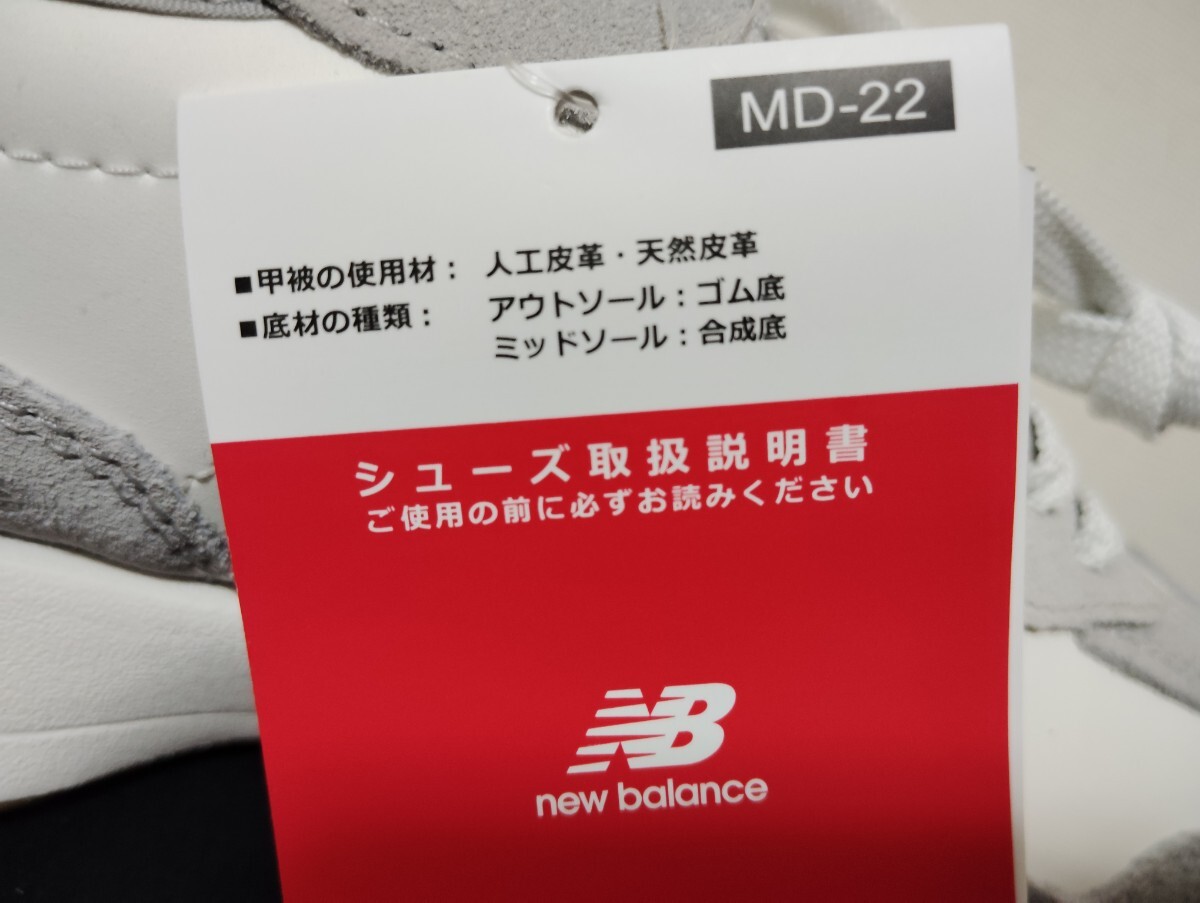 MD-22
■甲被の使用材： 人工皮革・天然皮革
■底材の種類： アウトソール：ゴム底
ミッドソール：合成底
シューズ取扱説明書
ご使用の前に必ずお読みください
NB
new balance